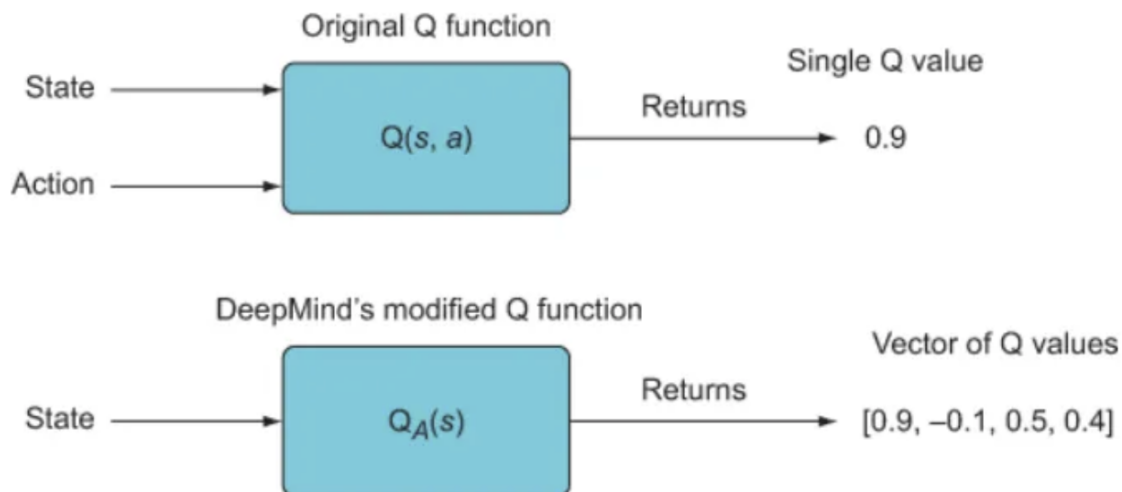 Original Q function
State
Action
Q(s, a)
Returns
Single Q value
0.9
DeepMind's modified Q function
State
Q_A(s)
Returns
Vector of Q values
[0.9, –0.1, 0.5, 0.4]